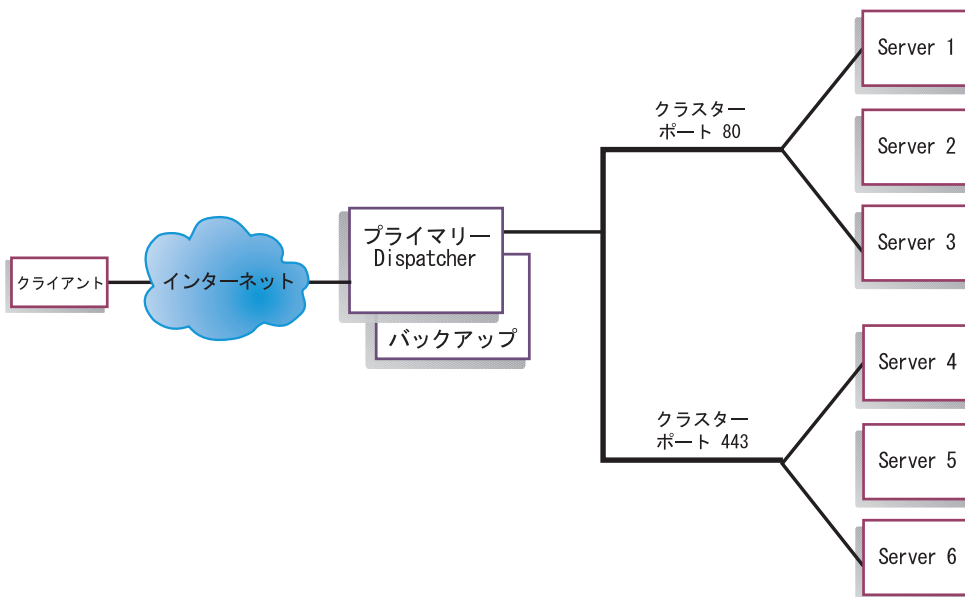 クライアント
インターネット
プライマリー
Dispatcher
バックアップ
クラスター
ポート 80
Server 1
Server 2
Server 3
クラスター
ポート 443
Server 4
Server 5
Server 6